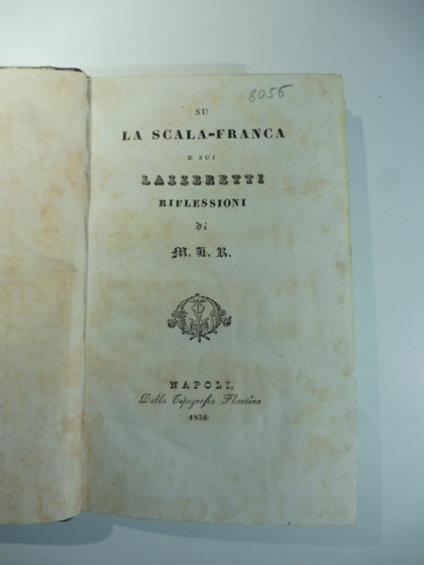 8056
SU
LA SCALA-FRANCA
E SUI
LAZZERETTI
RIFLESSIONI
di
M. L. R.
NAPOLI,
Dalla Tipografia Flautina
1836